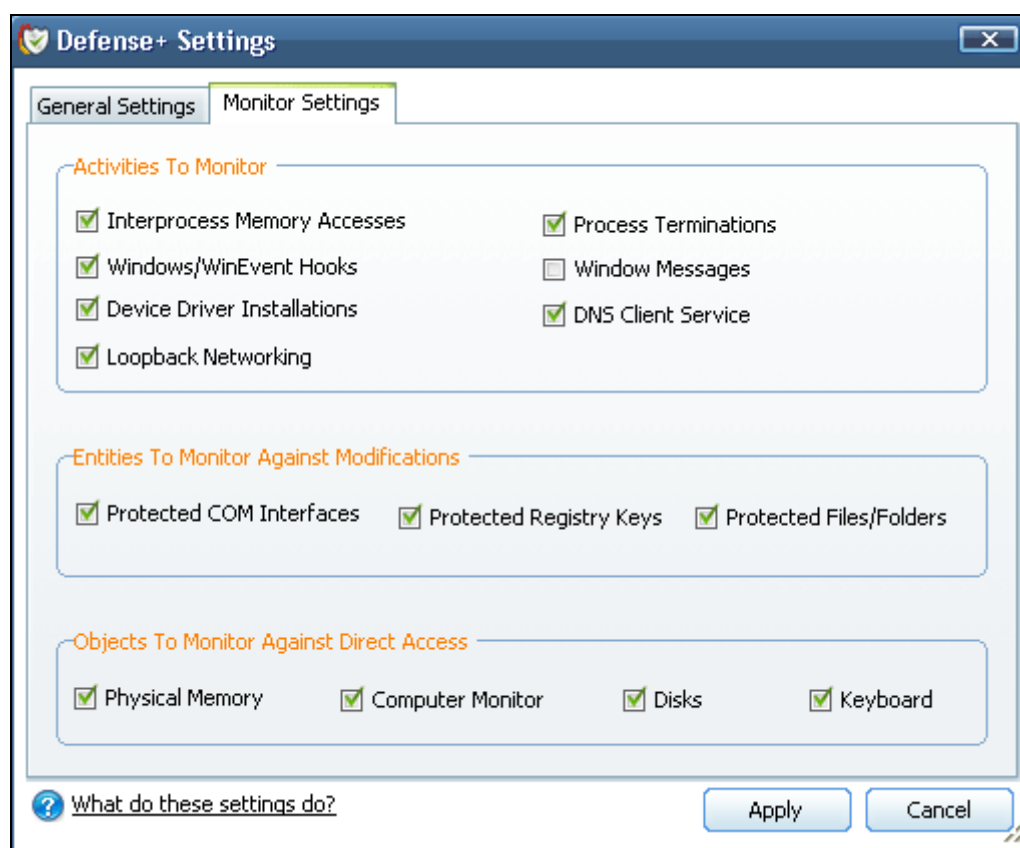 Defense+ Settings
General Settings
Monitor Settings
Activities To Monitor
Interprocess Memory Accesses
Process Terminations
Windows/WinEvent Hooks
Window Messages
Device Driver Installations
DNS Client Service
Loopback Networking
Entities To Monitor Against Modifications
Protected COM Interfaces
Protected Registry Keys
Protected Files/Folders
Objects To Monitor Against Direct Access
Physical Memory
Computer Monitor
Disks
Keyboard
What do these settings do?
Apply
Cancel